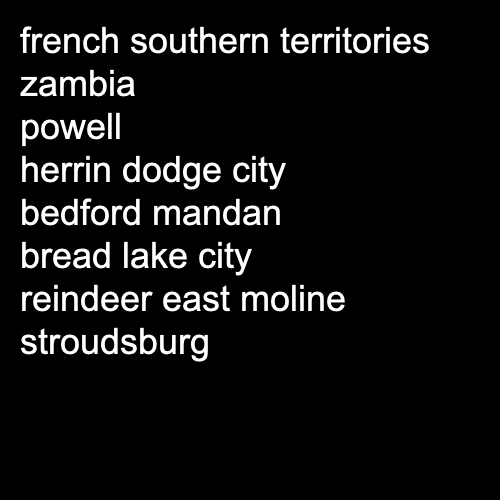 french southern territories
zambia
powell
herrin dodge city
bedford mandan
bread lake city
reindeer east moline
stroudsburg